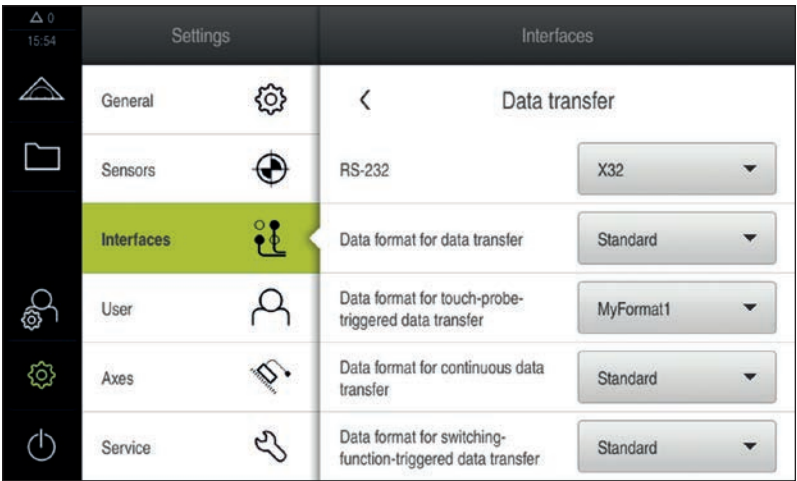 △ 0
15:54
Settings
Interfaces
General
Sensors
Interfaces
User
Axes
Service
Data transfer
RS-232
X32
Data format for data transfer
Standard
Data format for touch-probe-
triggered data transfer
MyFormat1
Data format for continuous data
transfer
Standard
Data format for switching-
function-triggered data transfer
Standard